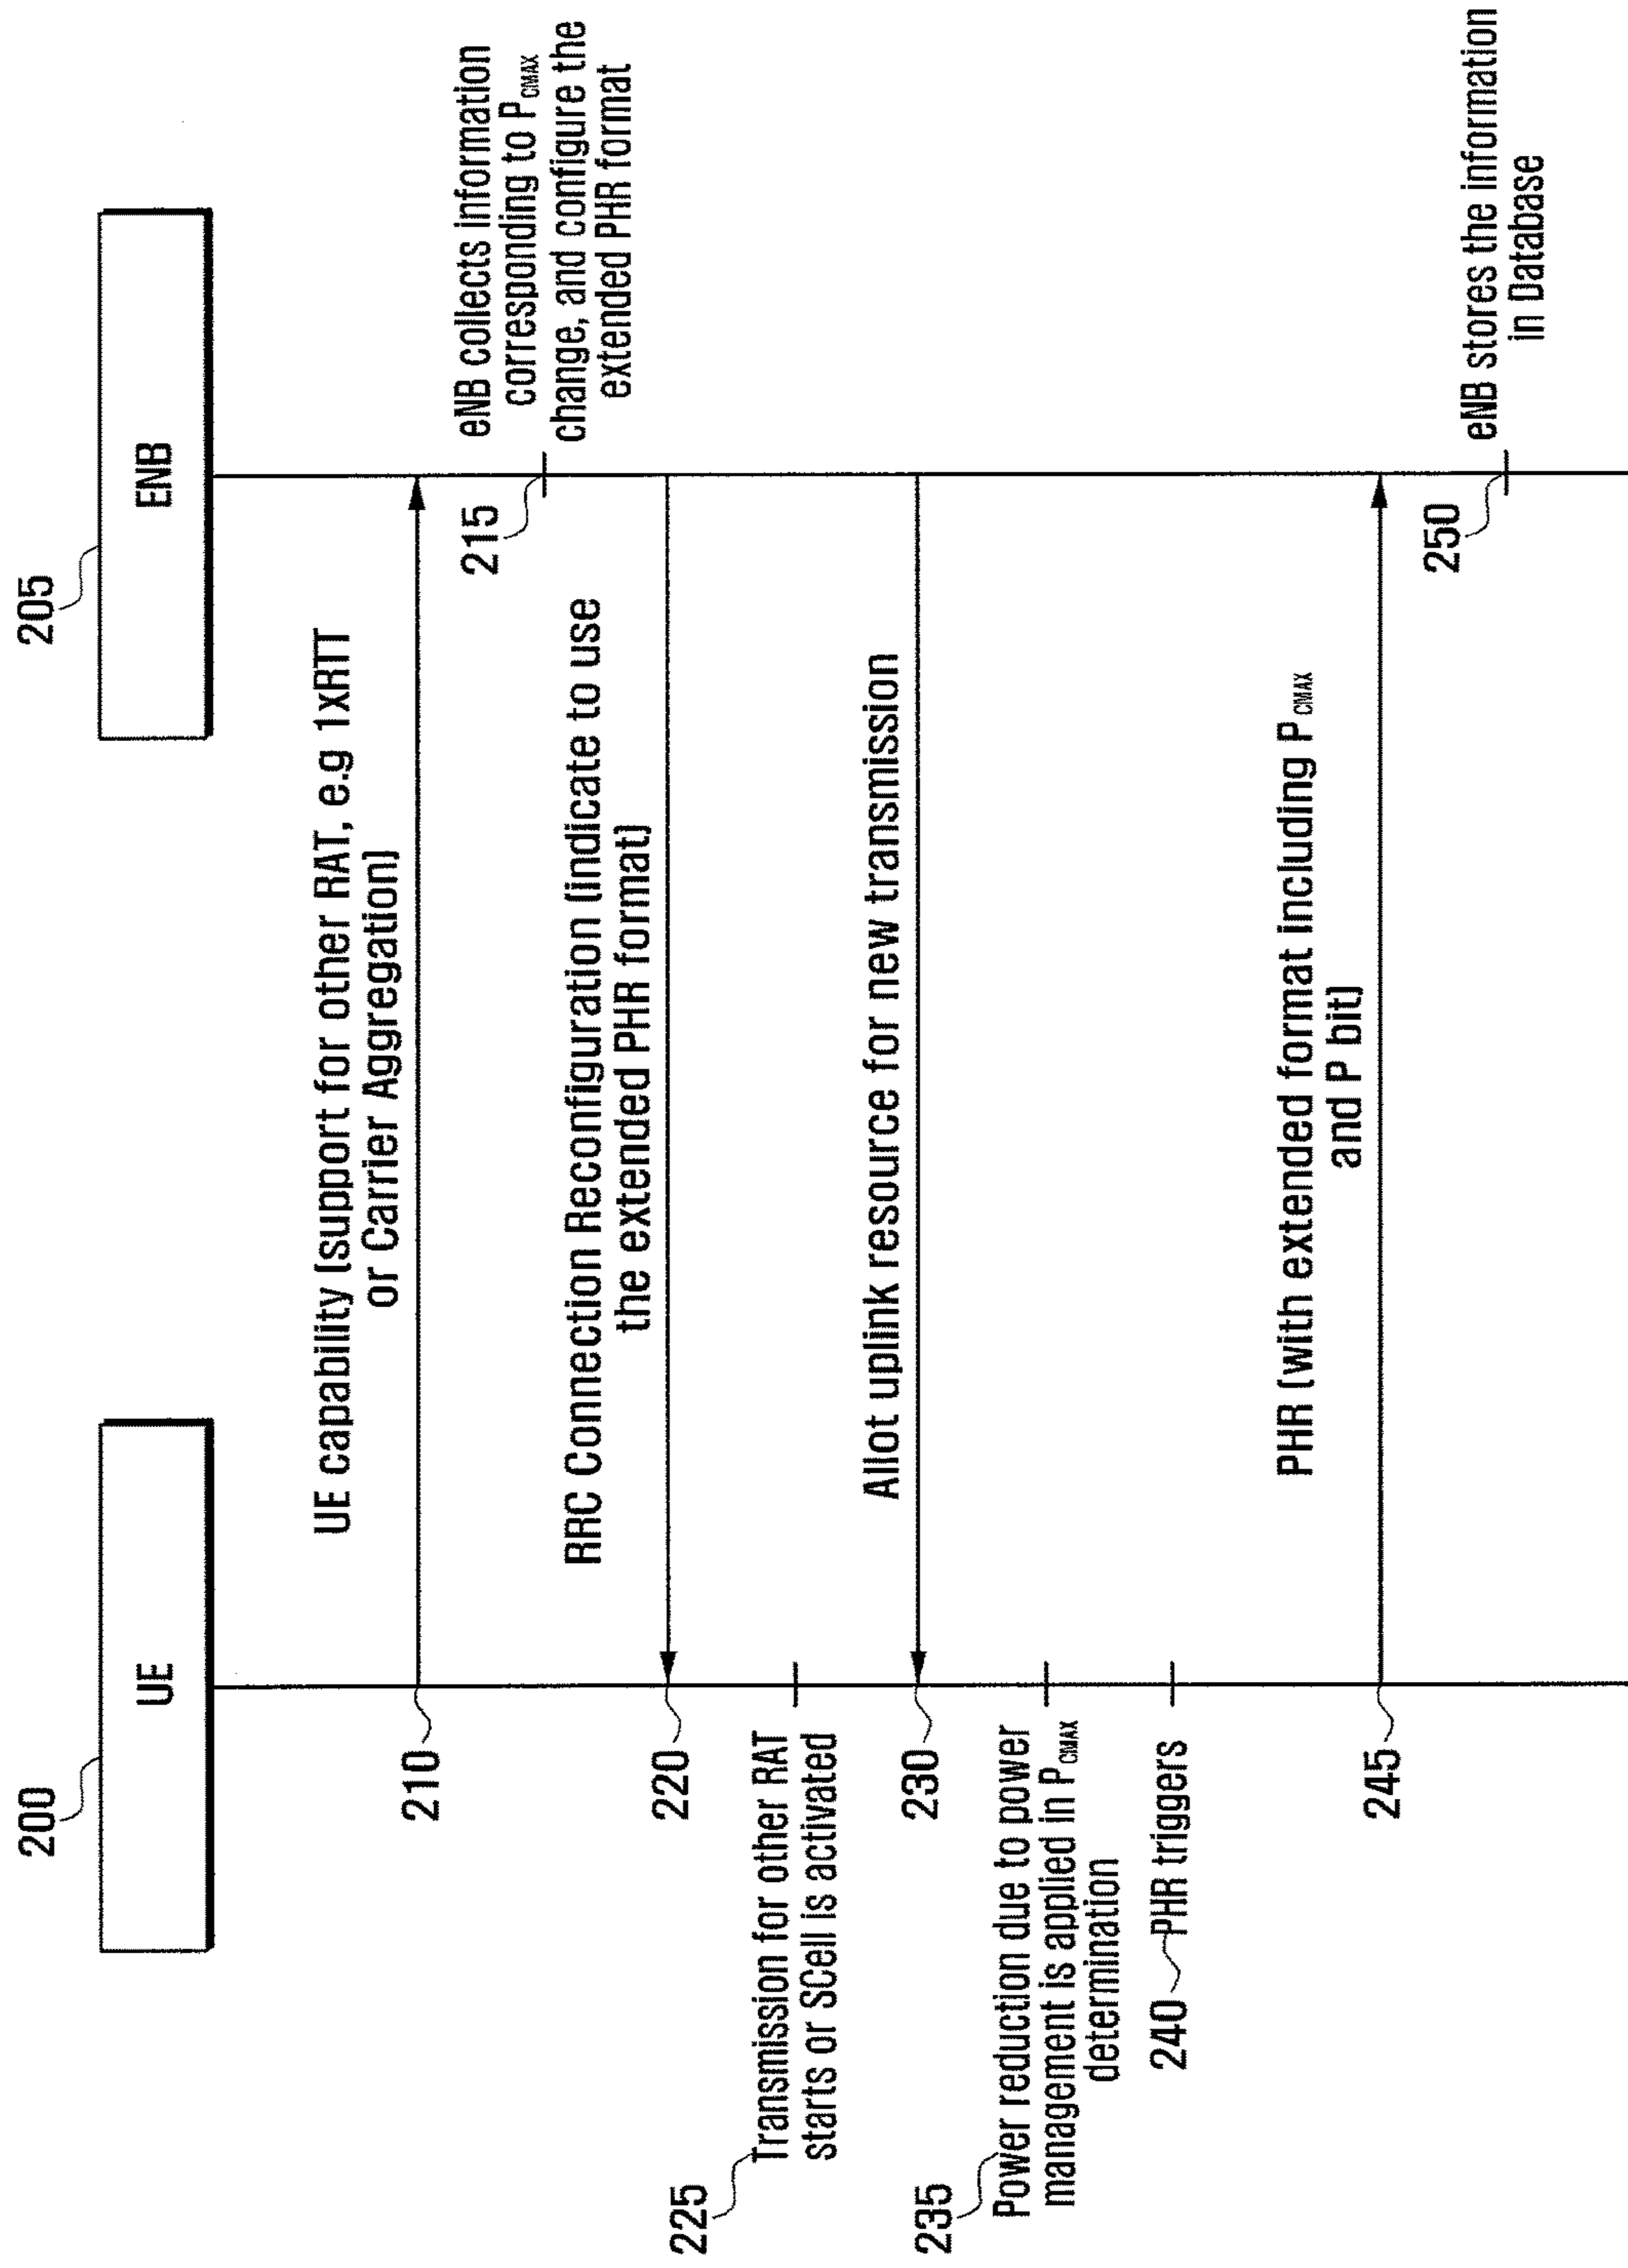 200
UE
205
ENB
UE capability (support for other RAT, e.g 1xRTT
or Carrier Aggregation)
210
eNB collects information
corresponding to PCMAX
change, and configure the
extended PHR format
215
RRC Connection Reconfiguration (indicate to use
the extended PHR format)
220
225
Transmission for other RAT
starts or SCell is activated
Allot uplink resource for new transmission
230
235
Power reduction due to power
management is applied in PCMAX
determination
240
PHR triggers
PHR (with extended format including PCMAX
and P bit)
245
250
eNB stores the information
in Database